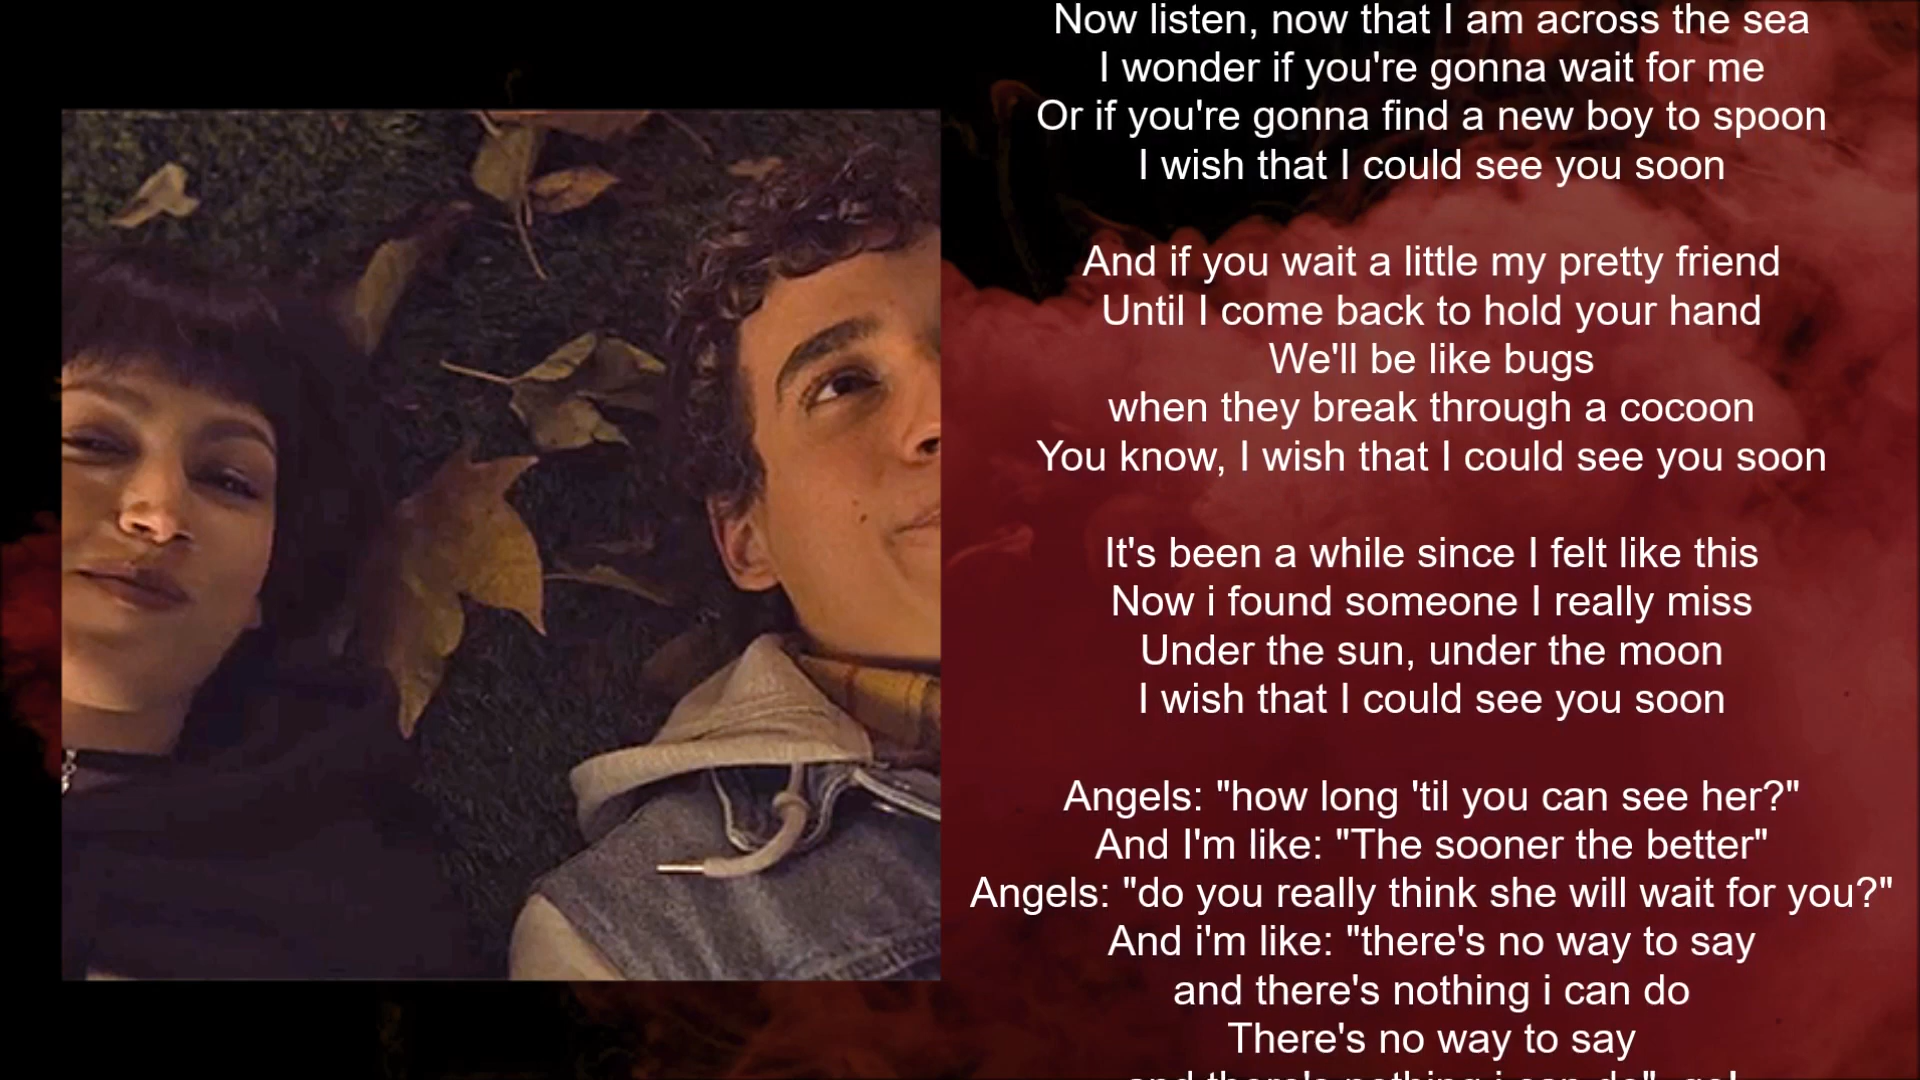 Now listen, now that I am across the sea
I wonder if you're gonna wait for me
Or if you're gonna find a new boy to spoon
I wish that I could see you soon
And if you wait a little my pretty friend
Until I come back to hold your hand
We'll be like bugs
when they break through a cocoon
You know, I wish that I could see you soon
It's been a while since I felt like this
Now i found someone I really miss
Under the sun, under the moon
I wish that I could see you soon
Angels: "how long 'til you can see her?"
And I'm like: "The sooner the better"
Angels: "do you really think she will wait for you?"
And i'm like: "there's no way to say
and there's nothing i can do
There's no way to say
and there's nothing i can do", go!